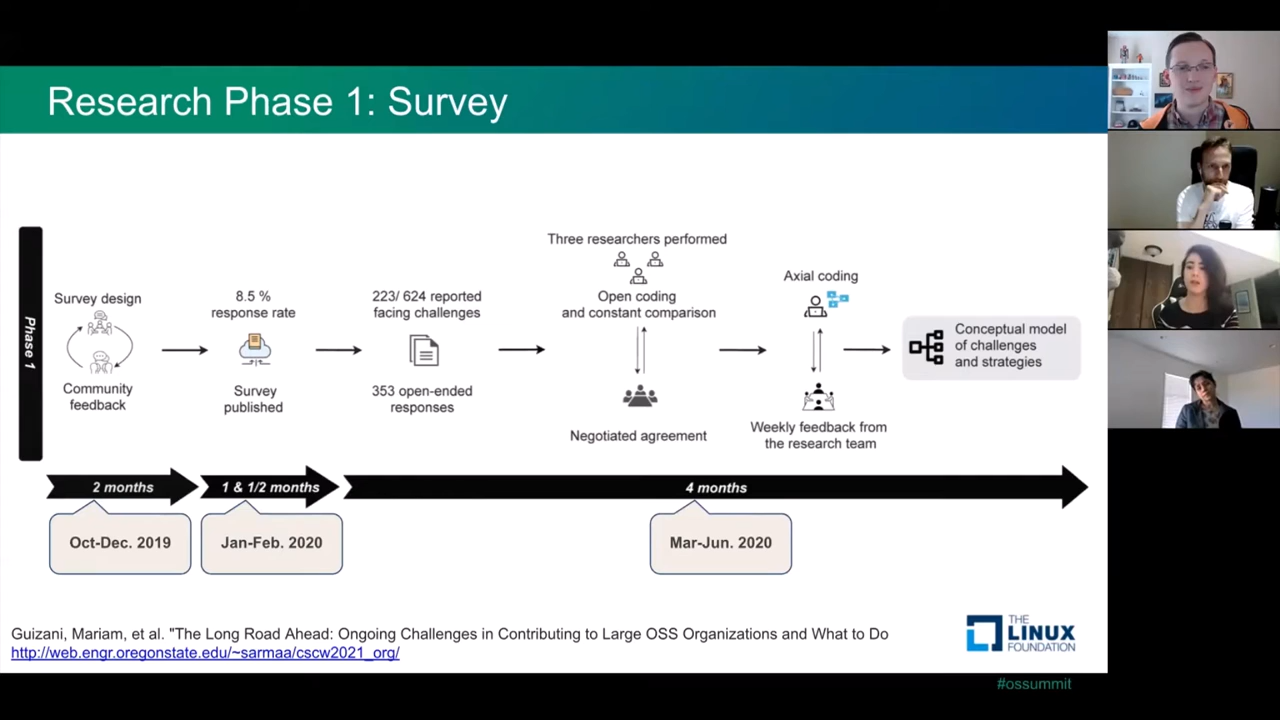 Research Phase 1: Survey
Phase 1
Survey design
Community
feedback
8.5 %
response rate
Survey
published
223/ 624 reported
facing challenges
353 open-ended
responses
Three researchers performed
Open coding
and constant comparison
Negotiated agreement
Axial coding
Weekly feedback from
the research team
Conceptual model
of challenges
and strategies
2 months
1 & 1/2 months
4 months
Oct-Dec. 2019
Jan-Feb. 2020
Mar-Jun. 2020
Guizani, Mariam, et al. "The Long Road Ahead: Ongoing Challenges in Contributing to Large OSS Organizations and What to Do
http://web.engr.oregonstate.edu/~sarmaa/cscw2021_org/
THE
LINUX
FOUNDATION
#ossummit